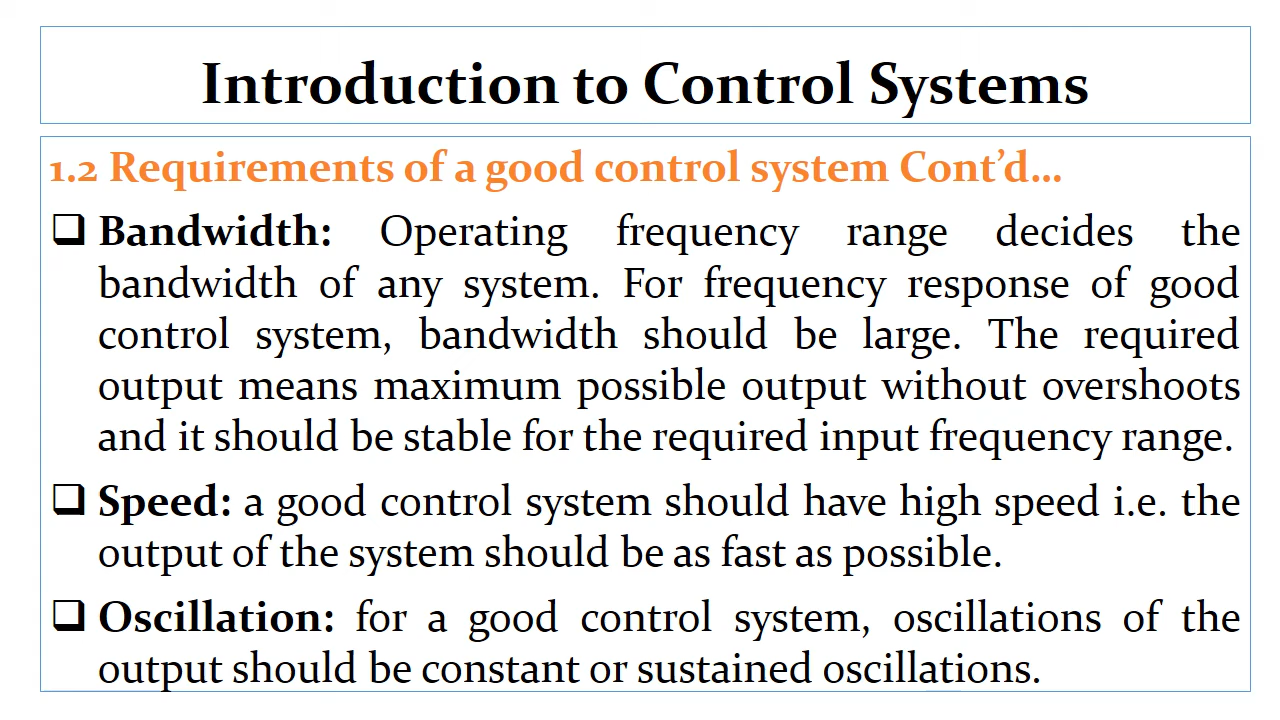 Introduction to Control Systems
1.2 Requirements of a good control system Cont’d…
❑ Bandwidth: Operating frequency range decides the
bandwidth of any system. For frequency response of good
control system, bandwidth should be large. The required
output means maximum possible output without overshoots
and it should be stable for the required input frequency range.
❑ Speed: a good control system should have high speed i.e. the
output of the system should be as fast as possible.
❑ Oscillation: for a good control system, oscillations of the
output should be constant or sustained oscillations.